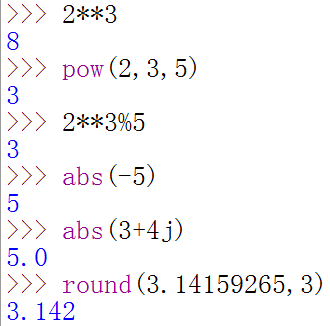 >>> 2**3
8
>>> pow(2,3,5)
3
>>> 2**3%5
3
>>> abs(-5)
5
>>> abs(3+4j)
5.0
>>> round(3.14159265,3)
3.142